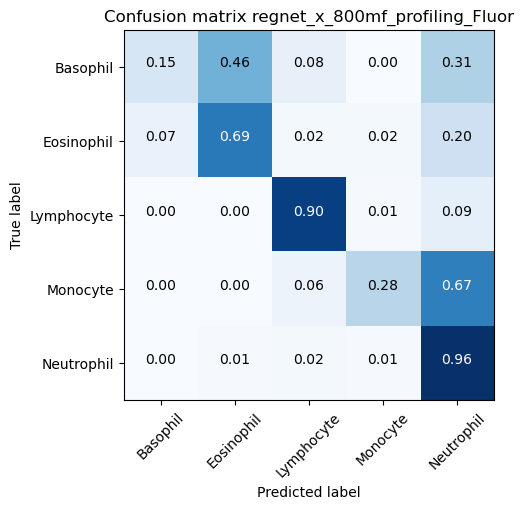 Confusion matrix regnet_x_800mf_profiling_Fluor
True label
Basophil 0.15 0.46 0.08 0.00 0.31
Eosinophil 0.07 0.69 0.02 0.02 0.20
Lymphocyte 0.00 0.00 0.90 0.01 0.09
Monocyte 0.00 0.00 0.06 0.28 0.67
Neutrophil 0.00 0.01 0.02 0.01 0.96
Basophil Eosinophil Lymphocyte Monocyte Neutrophil
Predicted label